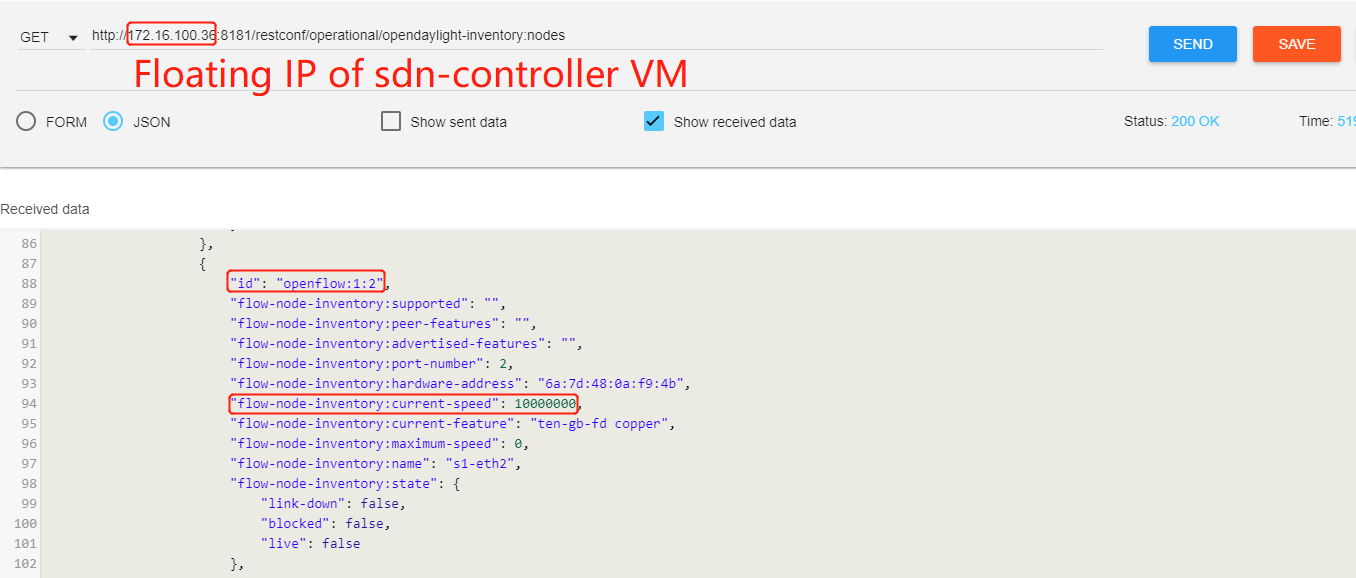 GET http://172.16.100.36:8181/restconf/operational/opendaylight-inventory:nodes SEND SAVE
Floating IP of sdn-controller VM
FORM JSON Show sent data Show received data Status: 200 OK Time: 519
Received data
86 },
87 {
88 "id": "openflow:1:2",
89 "flow-node-inventory:supported": "",
90 "flow-node-inventory:peer-features": "",
91 "flow-node-inventory:advertised-features": "",
92 "flow-node-inventory:port-number": 2,
93 "flow-node-inventory:hardware-address": "6a:7d:48:0a:f9:4b",
94 "flow-node-inventory:current-speed": 10000000,
95 "flow-node-inventory:current-feature": "ten-gb-fd copper",
96 "flow-node-inventory:maximum-speed": 0,
97 "flow-node-inventory:name": "s1-eth2",
98 "flow-node-inventory:state": {
99 "link-down": false,
100 "blocked": false,
101 "live": false
102 },